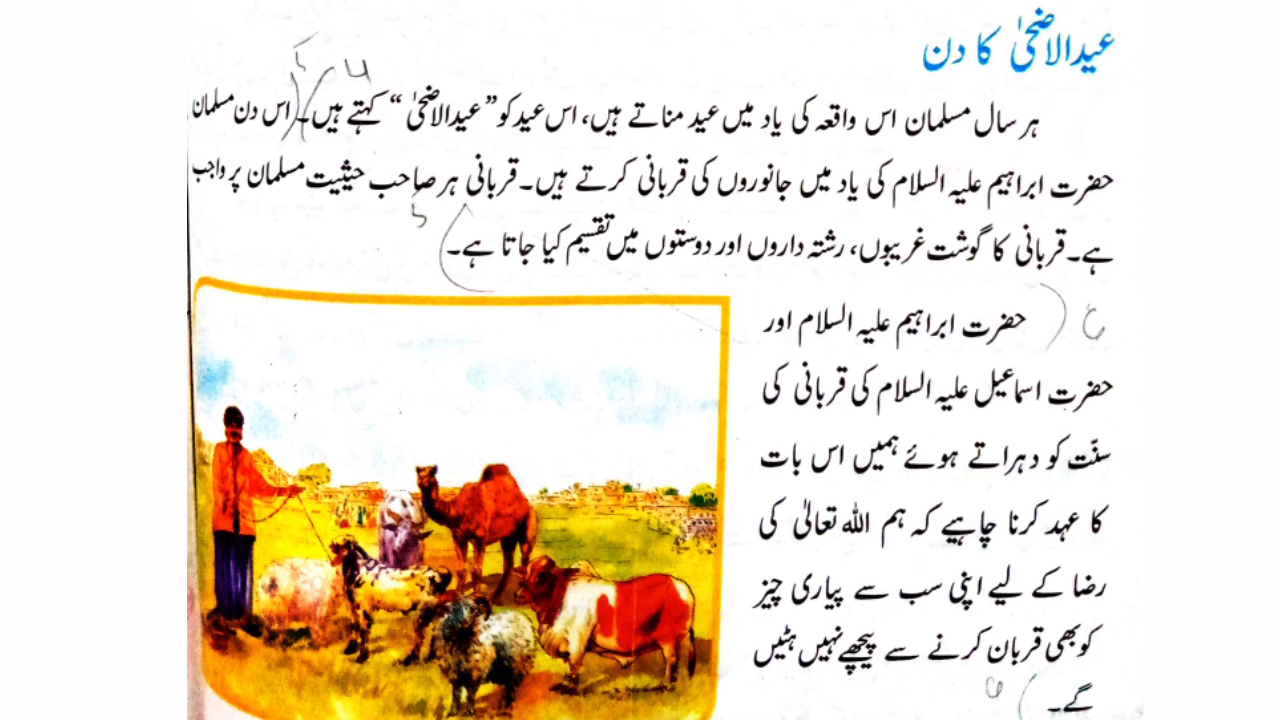 عیدالاضحیٰ کا دن
ہر سال مسلمان اس واقعہ کی یاد میں عید مناتے ہیں، اس عید کو ”عیدالاضحیٰ“ کہتے ہیں۔ اس دن مسلمان
حضرت ابراہیم علیہ السلام کی یاد میں جانوروں کی قربانی کرتے ہیں۔ قربانی ہر صاحب حیثیت مسلمان پر واجب
ہے۔ قربانی کا گوشت غریبوں، رشتہ داروں اور دوستوں میں تقسیم کیا جاتا ہے۔
حضرت ابراہیم علیہ السلام اور
حضرت اسماعیل علیہ السلام کی قربانی کی
سنّت کو دہراتے ہوئے ہمیں اس بات
کا عہد کرنا چاہیے کہ ہم اللہ تعالیٰ کی
رضا کے لیے اپنی سب سے پیاری چیز
کو بھی قربان کرنے سے پیچھے نہیں ہٹیں
گے۔